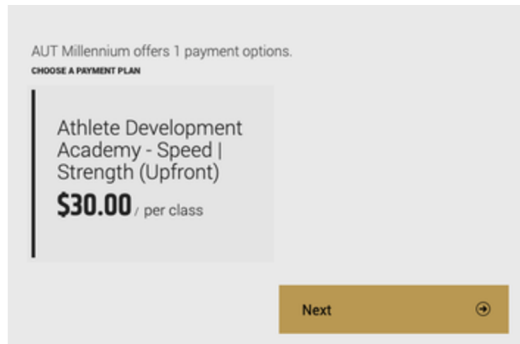 AUT Millennium offers 1 payment options.
CHOOSE A PAYMENT PLAN
Athlete Development
Academy - Speed |
Strength (Upfront)
$30.00 / per class
Next